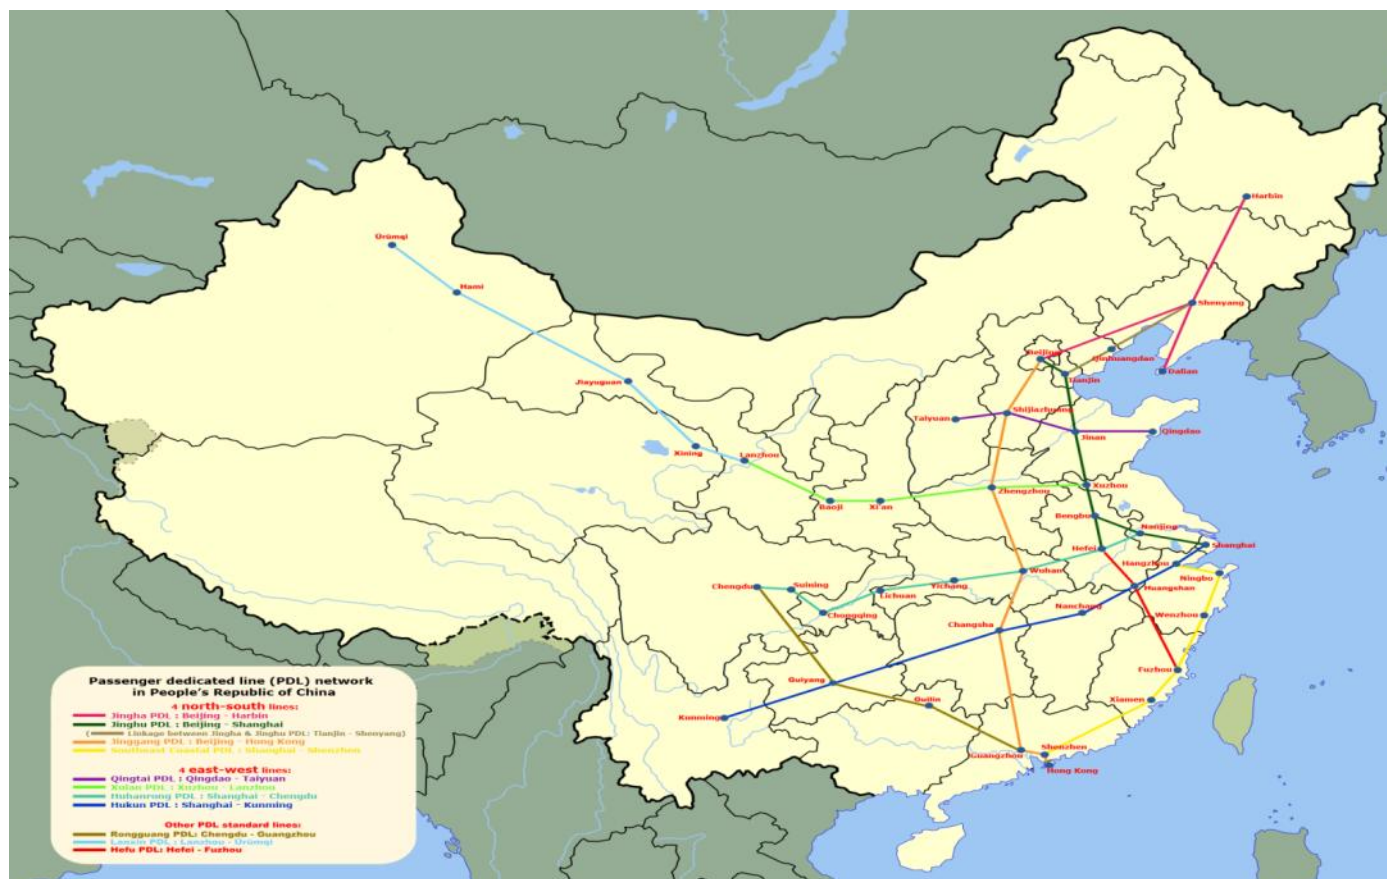 Harbin
Ürümqi
Hami
Shenyang
Beijing
Qinhuangdao
Tianjin
Dalian
Jiayuguan
Taiyuan
Shijiazhuang
Jinan
Qingdao
Xining
Lanzhou
Baoji
Xi'an
Zhengzhou
Xuzhou
Bengbu
Nanjing
Hefei
Shanghai
Hangzhou
Ningbo
Chengdu
Suining
Lichuan
Yichang
Wuhan
Huangshan
Chongqing
Nanchang
Wenzhou
Changsha
Fuzhou
Guiyang
Guilin
Xiamen
Kunming
Guangzhou
Shenzhen
Hong Kong
Passenger dedicated line (PDL) network
in People's Republic of China
4 north-south lines:
Jingha PDL : Beijing - Harbin
Jinghu PDL : Beijing - Shanghai
( Linkage between Jingha & Jinghu PDL: Tianjin - Shenyang)
Jinggang PDL : Beijing - Hong Kong
Southeast Coastal PDL : Shanghai - Shenzhen
4 east-west lines:
Qingtai PDL : Qingdao - Taiyuan
Xulan PDL : Xuzhou - Lanzhou
Huhanrong PDL : Shanghai - Chengdu
Hukun PDL : Shanghai - Kunming
Other PDL standard lines:
Rongguang PDL: Chengdu - Guangzhou
Lanxin PDL : Lanzhou - Ürümqi
Hefu PDL: Hefei - Fuzhou